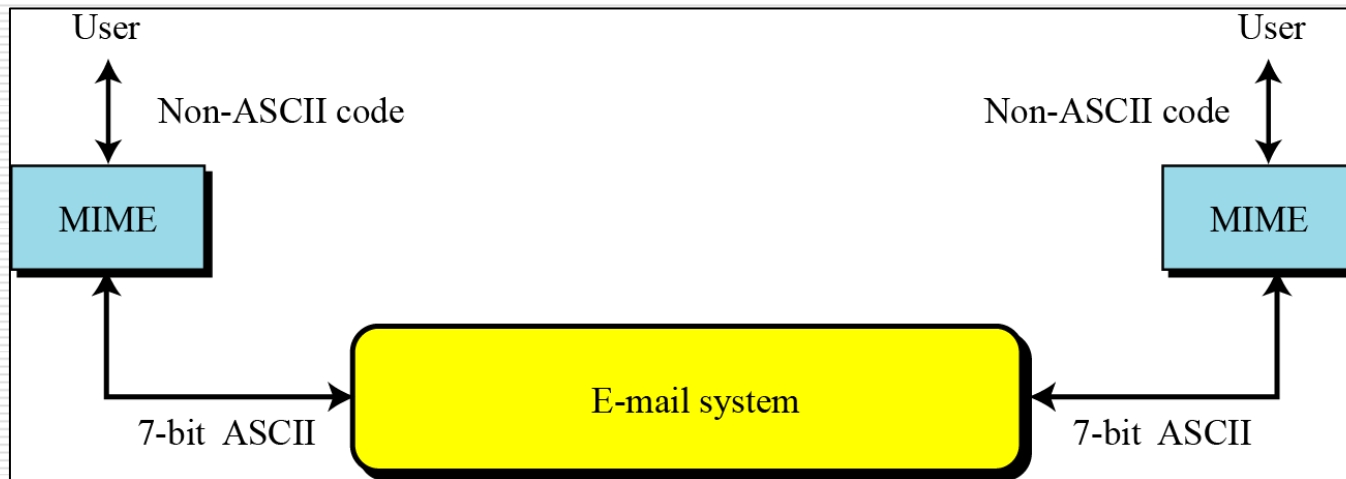 User User
Non-ASCII code Non-ASCII code
MIME MIME
E-mail system
7-bit ASCII 7-bit ASCII